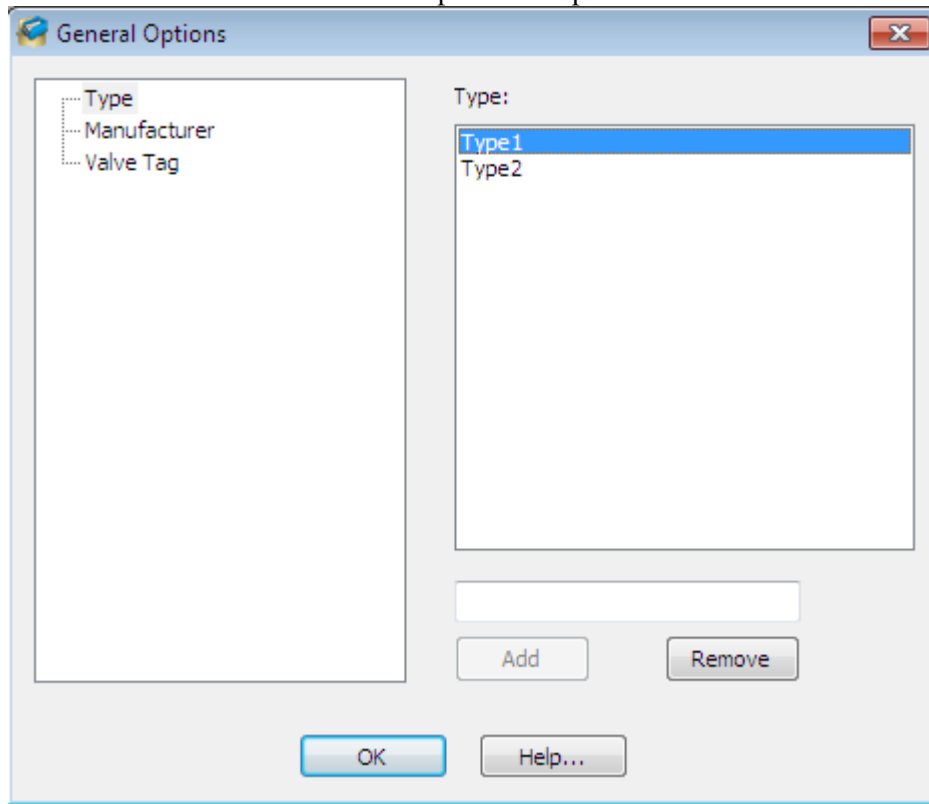 General Options
Type
Manufacturer
Valve Tag
Type:
Type1
Type2
Add
Remove
OK
Help...